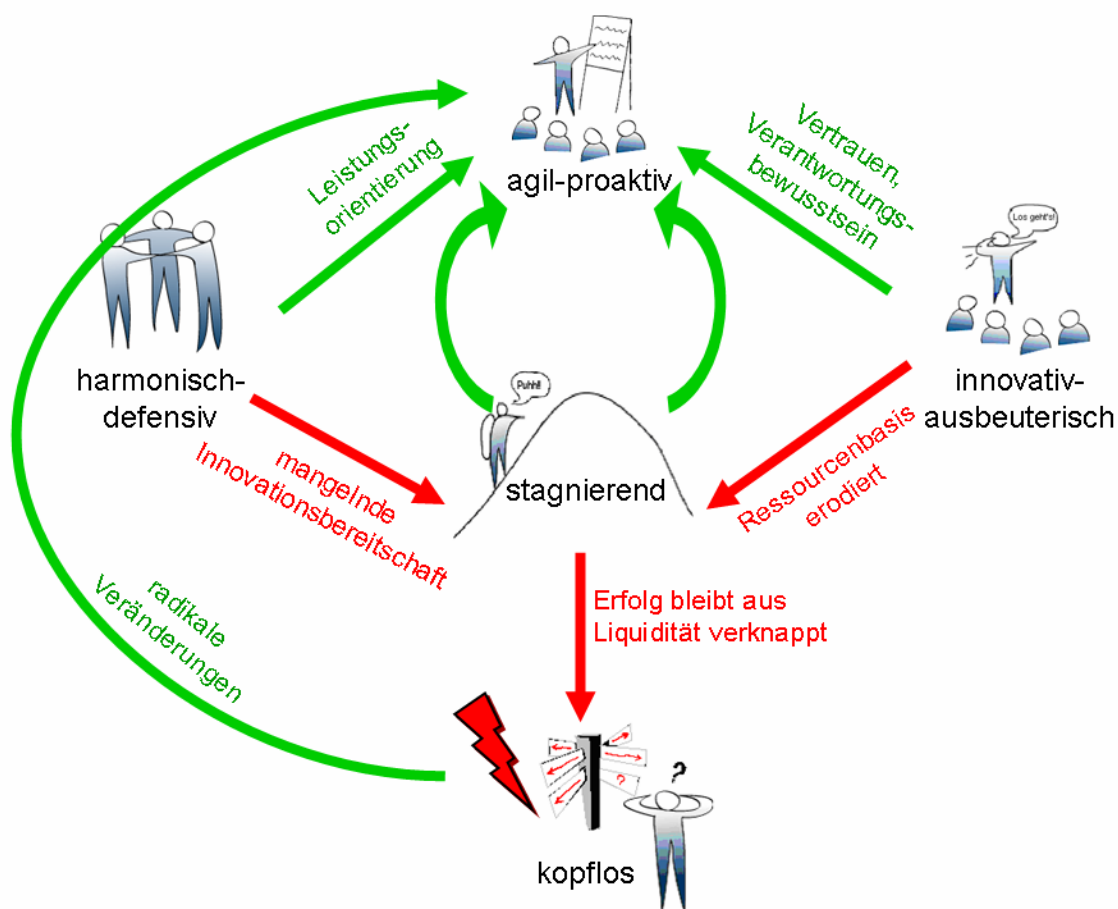 agil-proaktiv
Leistungs-
orientierung
Vertrauen,
Verantwortungs-
bewusstsein
Los geht's!
harmonisch-
defensiv
innovativ-
ausbeuterisch
Puhh!!
stagnierend
mangelnde
Innovationsbereitschaft
Ressourcenbasis
erodiert
radikale
Veränderungen
Erfolg bleibt aus
Liquidität verknappt
?
?
kopflos